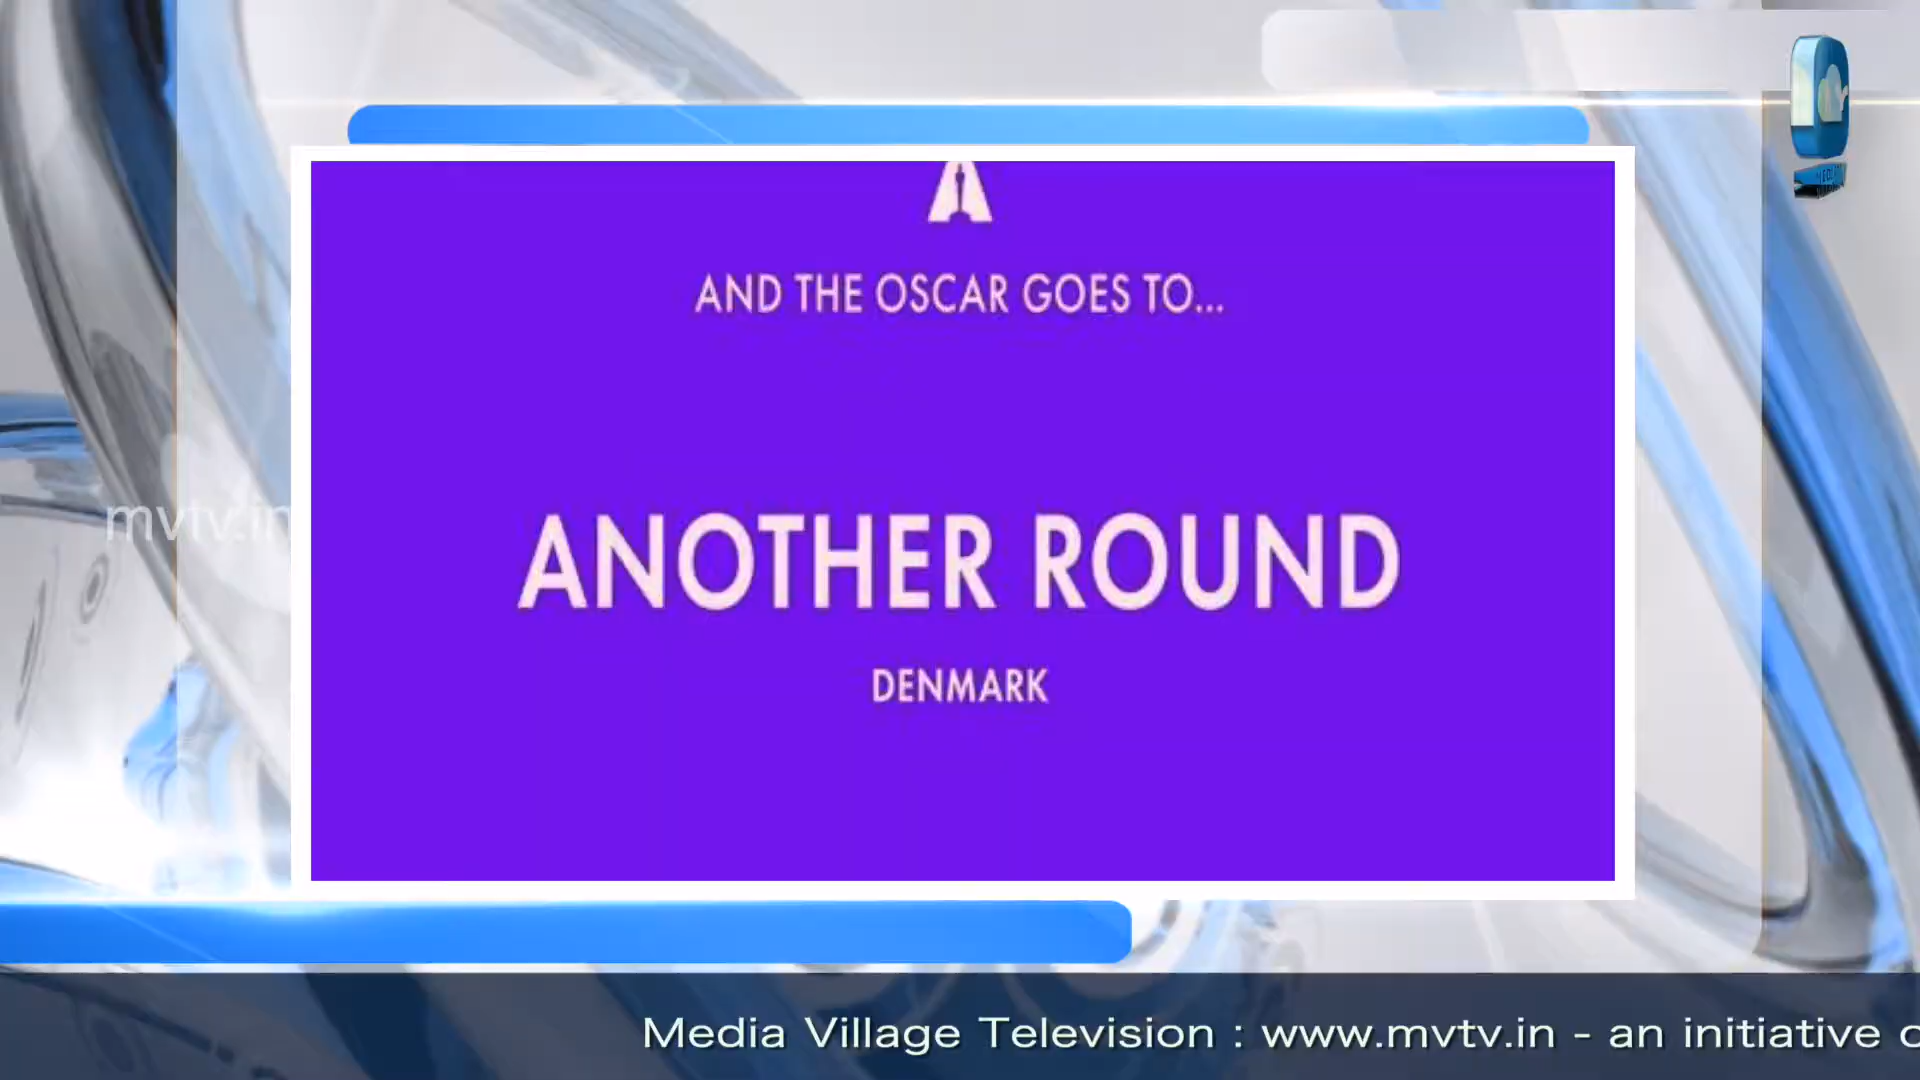 AND THE OSCAR GOES TO...
ANOTHER ROUND
DENMARK
mvtv.in
Media Village Television : www.mvtv.in - an initiative